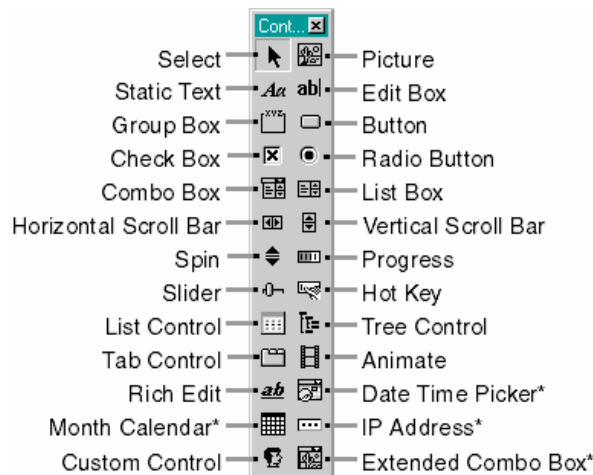 Cont...
Select Picture
Static Text Aa ab| Edit Box
Group Box xyz Button
Check Box Radio Button
Combo Box List Box
Horizontal Scroll Bar Vertical Scroll Bar
Spin Progress
Slider Hot Key
List Control Tree Control
Tab Control Animate
Rich Edit ab Date Time Picker*
Month Calendar* IP Address*
Custom Control Extended Combo Box*